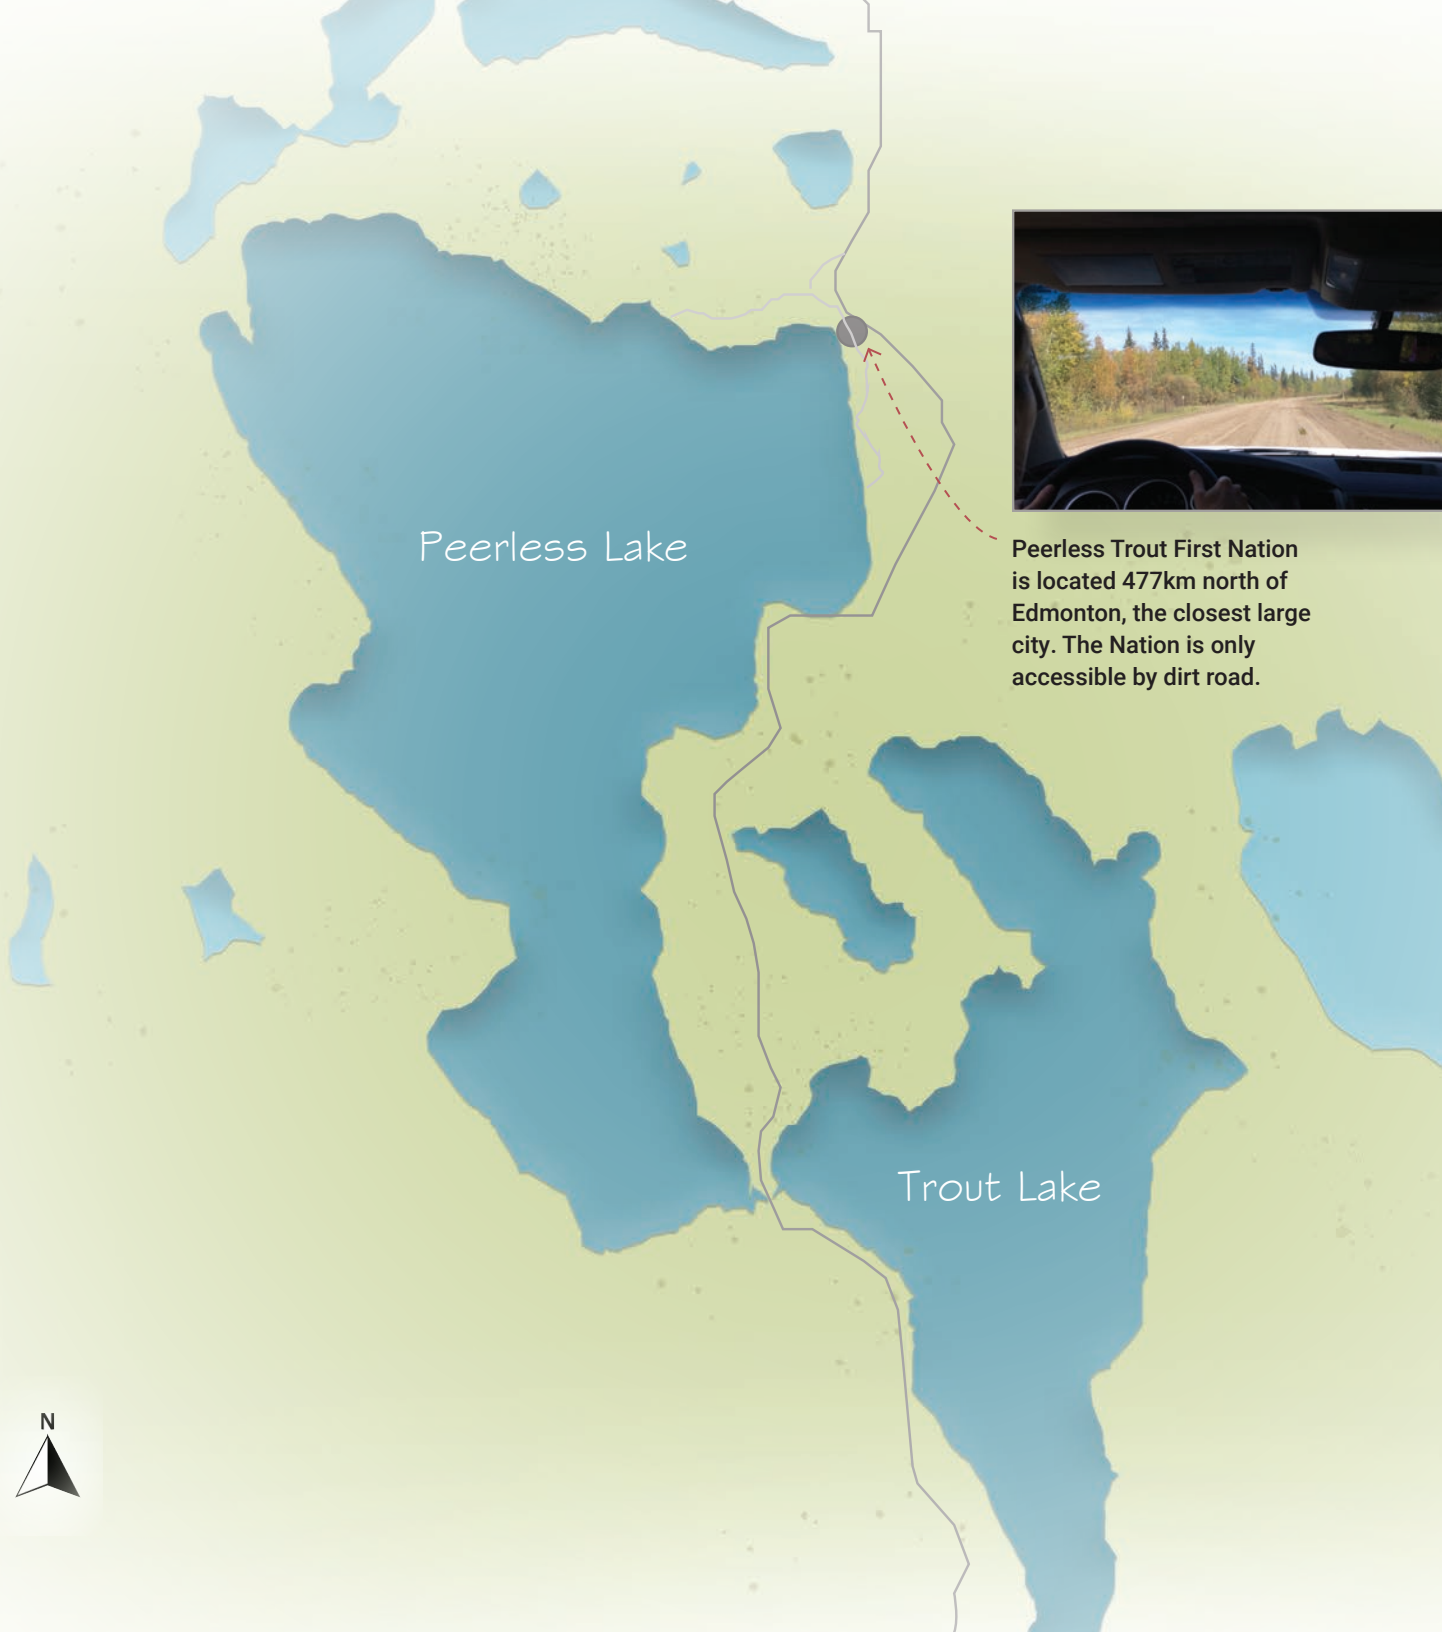 Peerless Lake
Peerless Trout First Nation
is located 477km north of
Edmonton, the closest large
city. The Nation is only
accessible by dirt road.
Trout Lake
N